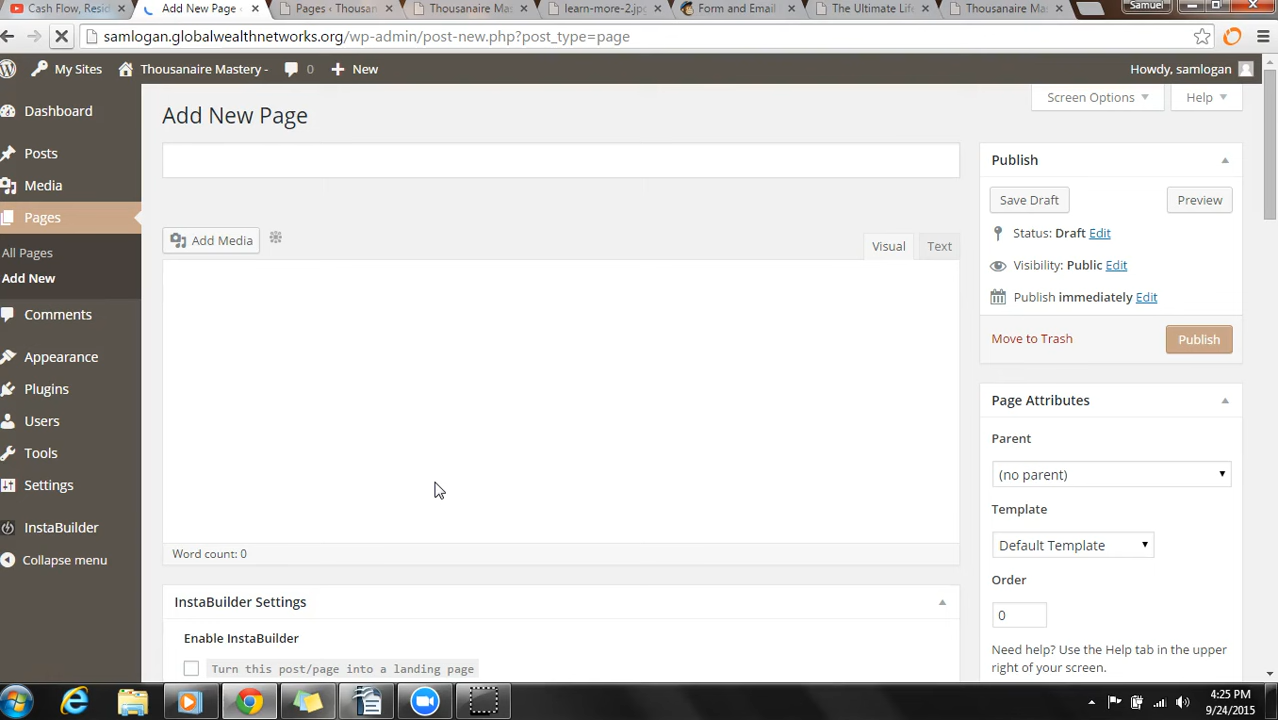 Cash Flow, Resid
Add New Page ‹
Pages ‹ Thousan
Thousanaire Mas
learn-more-2.jp
Form and Email
The Ultimate Life
Thousanaire Mas
Samuel
samlogan.globalwealthnetworks.org/wp-admin/post-new.php?post_type=page
My Sites
Thousanaire Mastery -
0
New
Howdy, samlogan
Dashboard
Posts
Media
Pages
All Pages
Add New
Comments
Appearance
Plugins
Users
Tools
Settings
InstaBuilder
Collapse menu
Add New Page
Screen Options
Help
Add Media
Visual
Text
Word count: 0
InstaBuilder Settings
Enable InstaBuilder
Turn this post/page into a landing page
Publish
Save Draft
Preview
Status: Draft Edit
Visibility: Public Edit
Publish immediately Edit
Move to Trash
Publish
Page Attributes
Parent
(no parent)
Template
Default Template
Order
0
Need help? Use the Help tab in the upper
right of your screen.
4:25 PM
9/24/2015